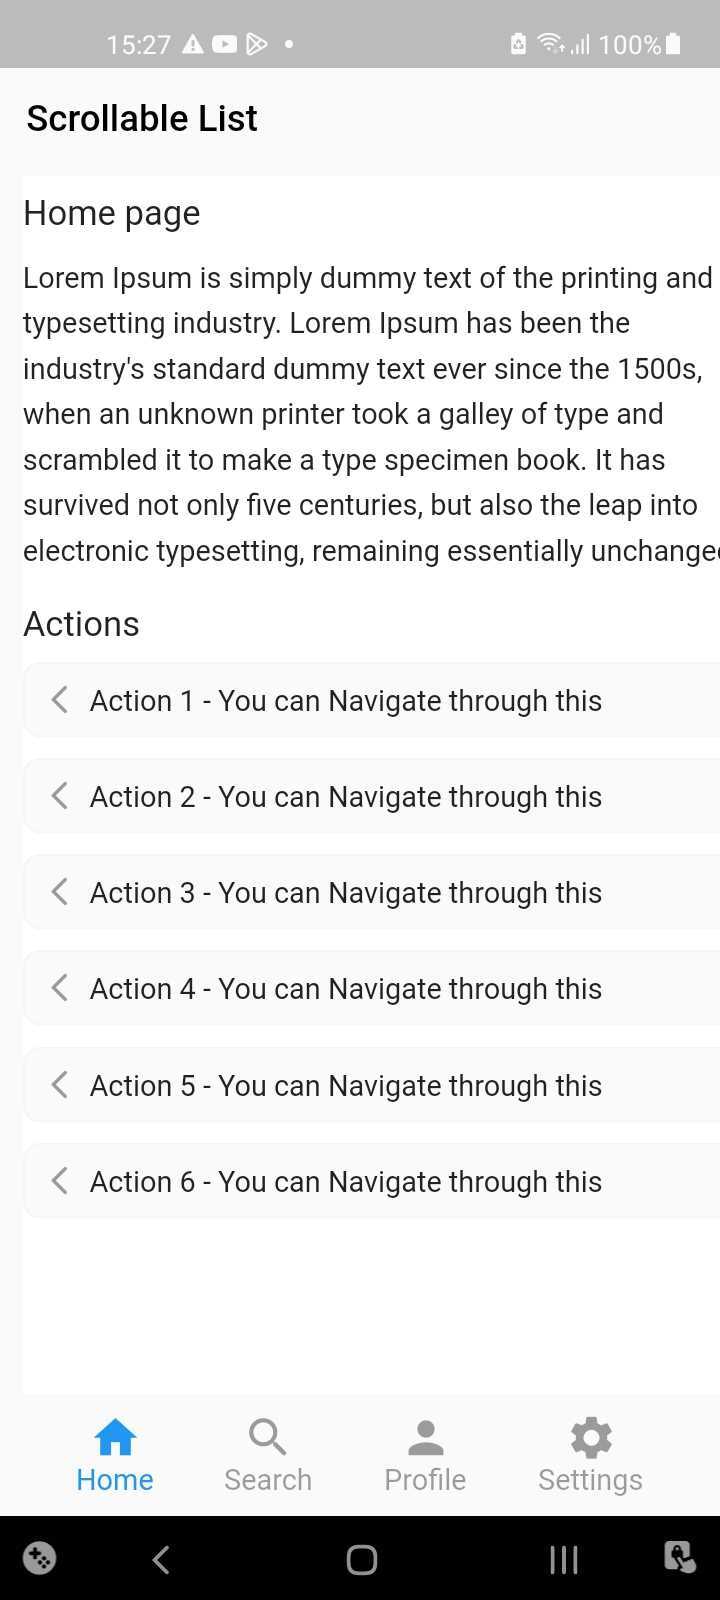 15:27
100%
Scrollable List
Home page
Lorem Ipsum is simply dummy text of the printing and
typesetting industry. Lorem Ipsum has been the
industry's standard dummy text ever since the 1500s,
when an unknown printer took a galley of type and
scrambled it to make a type specimen book. It has
survived not only five centuries, but also the leap into
electronic typesetting, remaining essentially unchanged
Actions
Action 1 - You can Navigate through this
Action 2 - You can Navigate through this
Action 3 - You can Navigate through this
Action 4 - You can Navigate through this
Action 5 - You can Navigate through this
Action 6 - You can Navigate through this
Home
Search
Profile
Settings